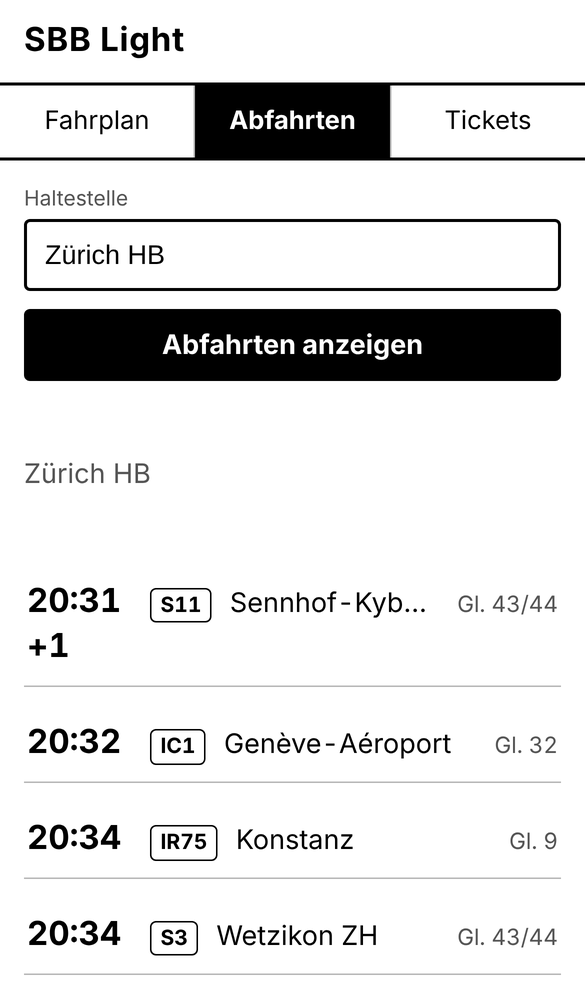 SBB Light
Fahrplan Abfahrten Tickets
Haltestelle
Zürich HB
Abfahrten anzeigen
Zürich HB
20:31 S11 Sennhof-Kyb... Gl. 43/44
+1
20:32 IC1 Genève-Aéroport Gl. 32
20:34 IR75 Konstanz Gl. 9
20:34 S3 Wetzikon ZH Gl. 43/44